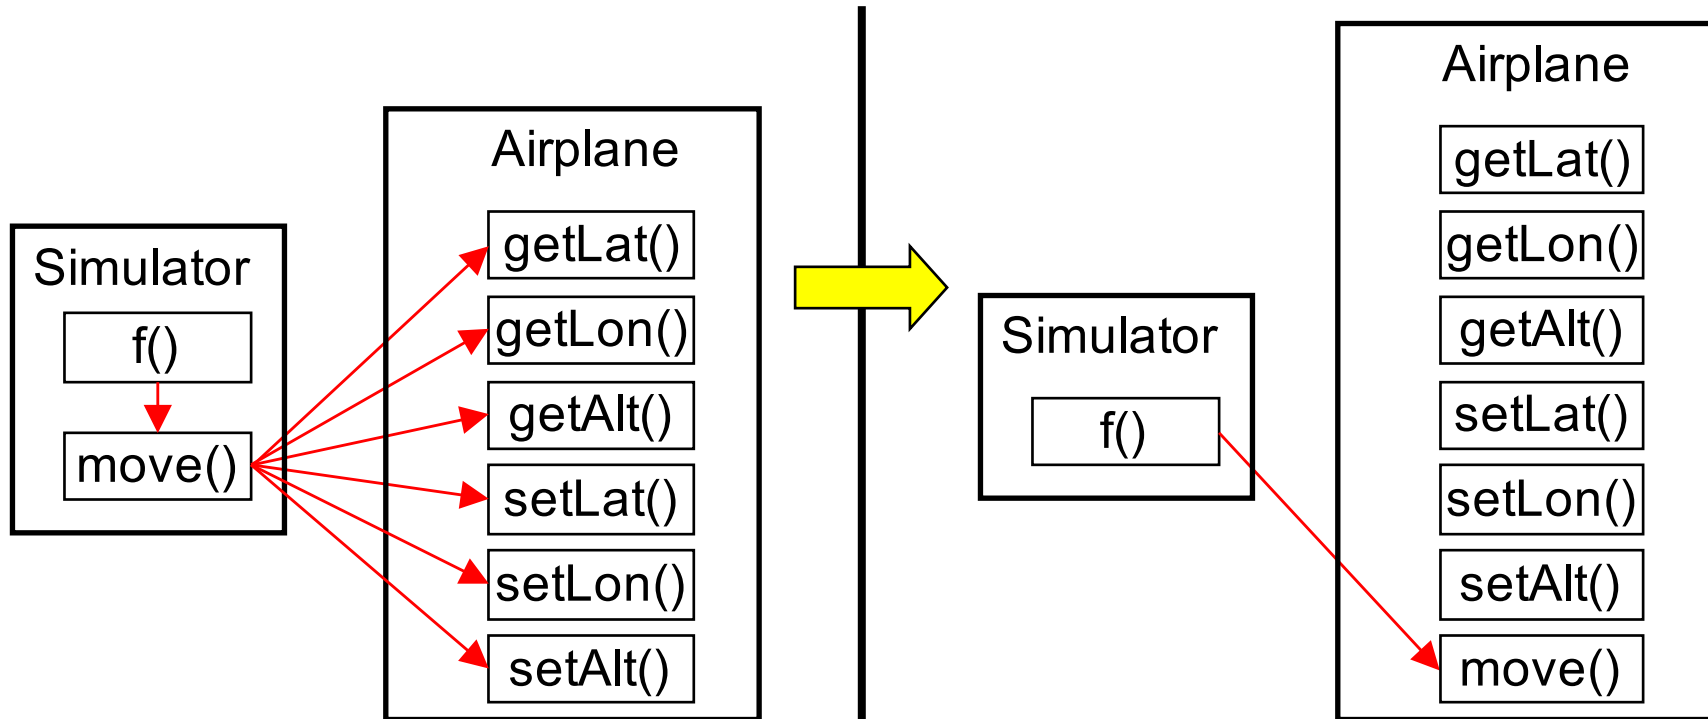 Simulator
f()
move()
Airplane
getLat()
getLon()
getAlt()
setLat()
setLon()
setAlt()
Simulator
f()
Airplane
getLat()
getLon()
getAlt()
setLat()
setLon()
setAlt()
move()